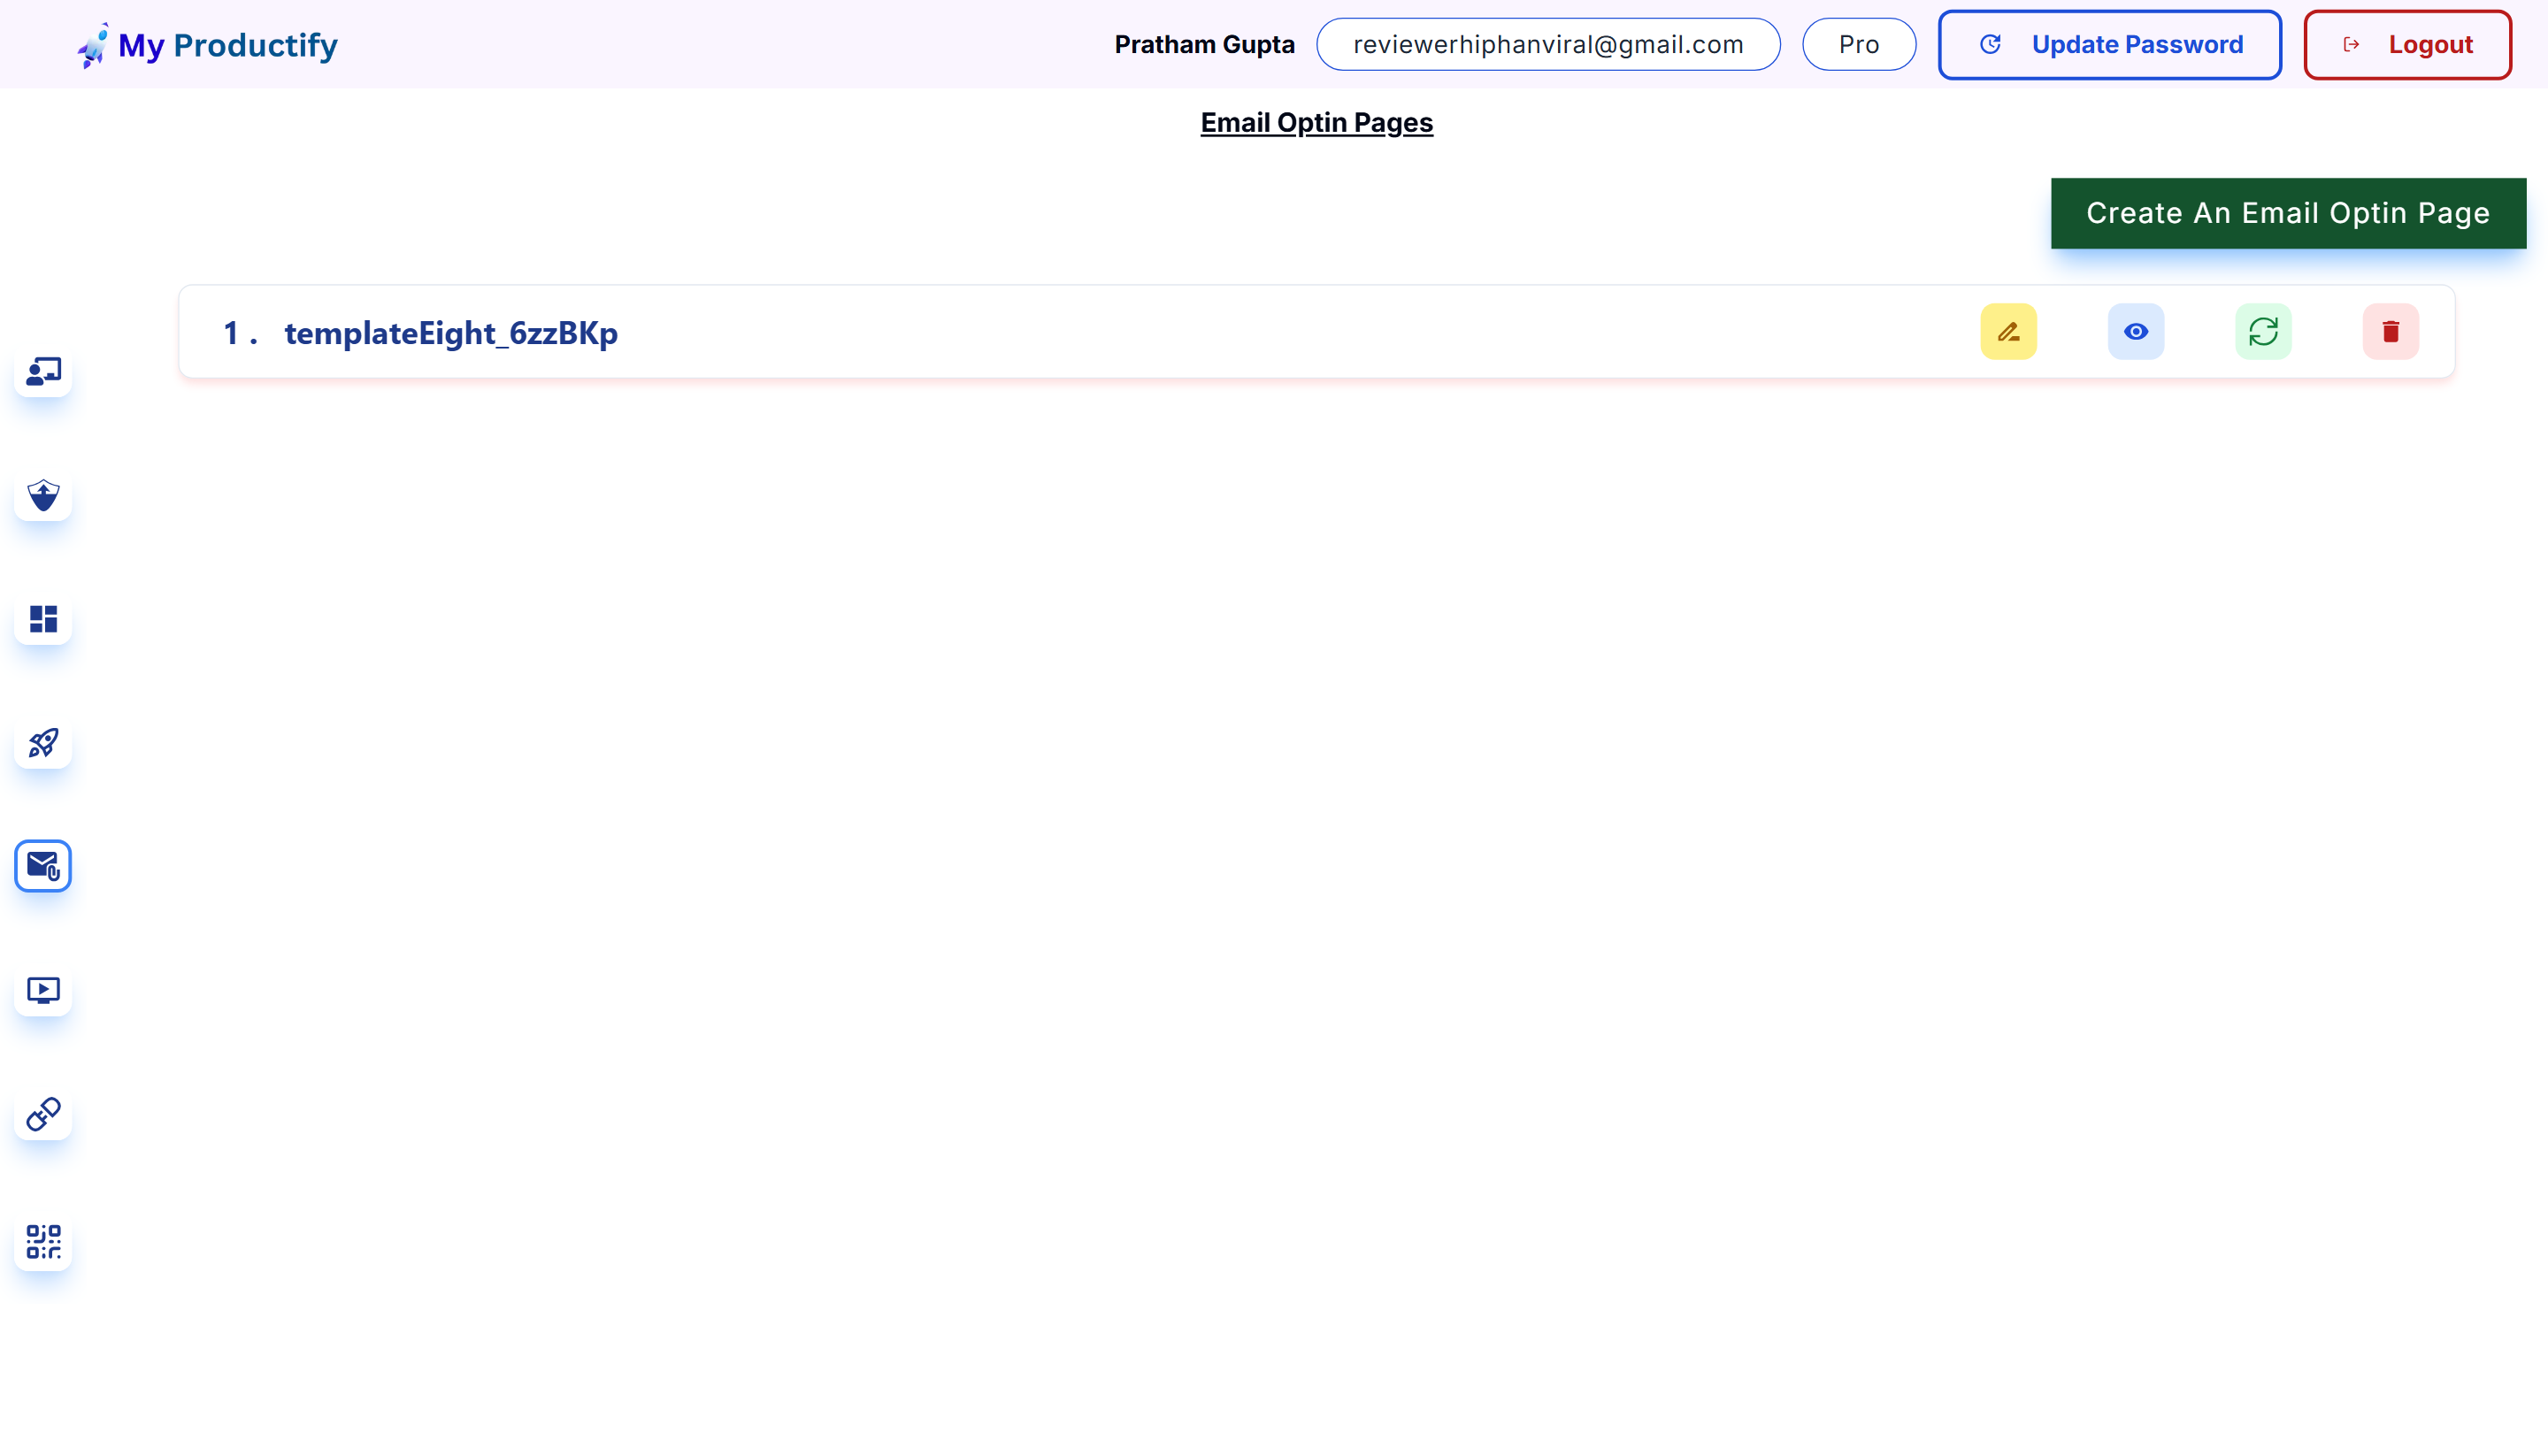 My Productify
Pratham Gupta
reviewerhiphanviral@gmail.com
Pro
Update Password
Logout
Email Optin Pages
Create An Email Optin Page
1 . templateEight_6zzBKp